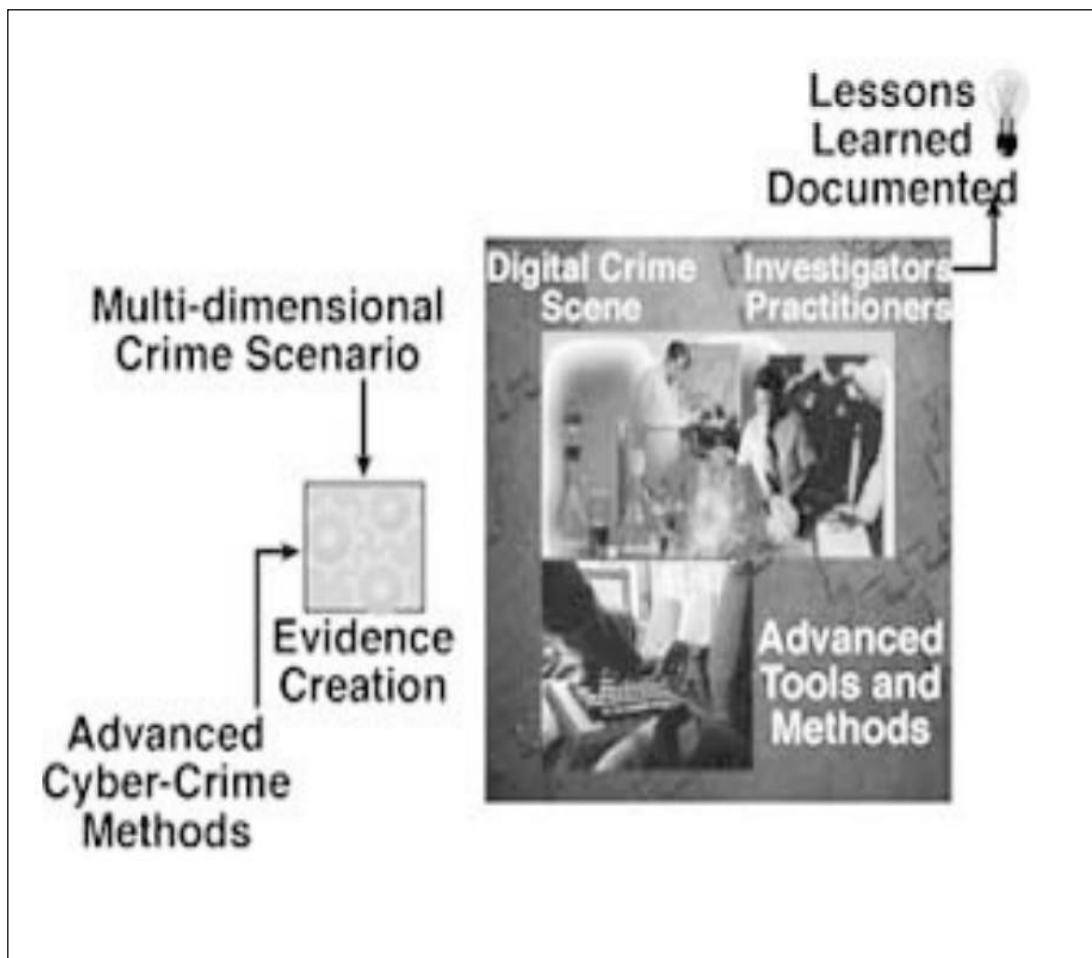 Lessons
Learned
Documented
Digital Crime
Scene
Investigators
Practitioners
Multi-dimensional
Crime Scenario
Evidence
Creation
Advanced
Tools and
Methods
Advanced
Cyber-Crime
Methods